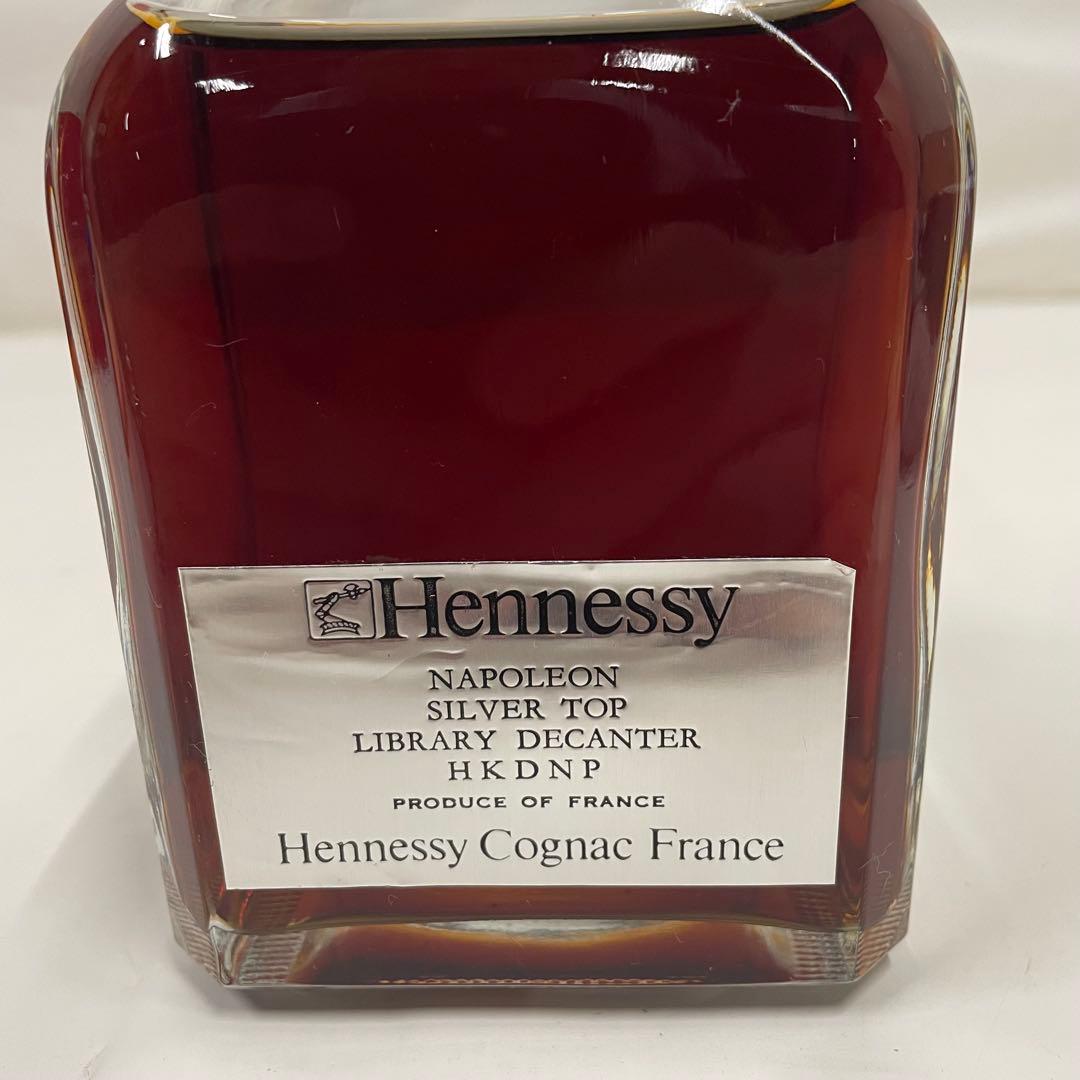 Hennessy
NAPOLEON
SILVER TOP
LIBRARY DECANTER
HKDNP
PRODUCE OF FRANCE
Hennessy Cognac France